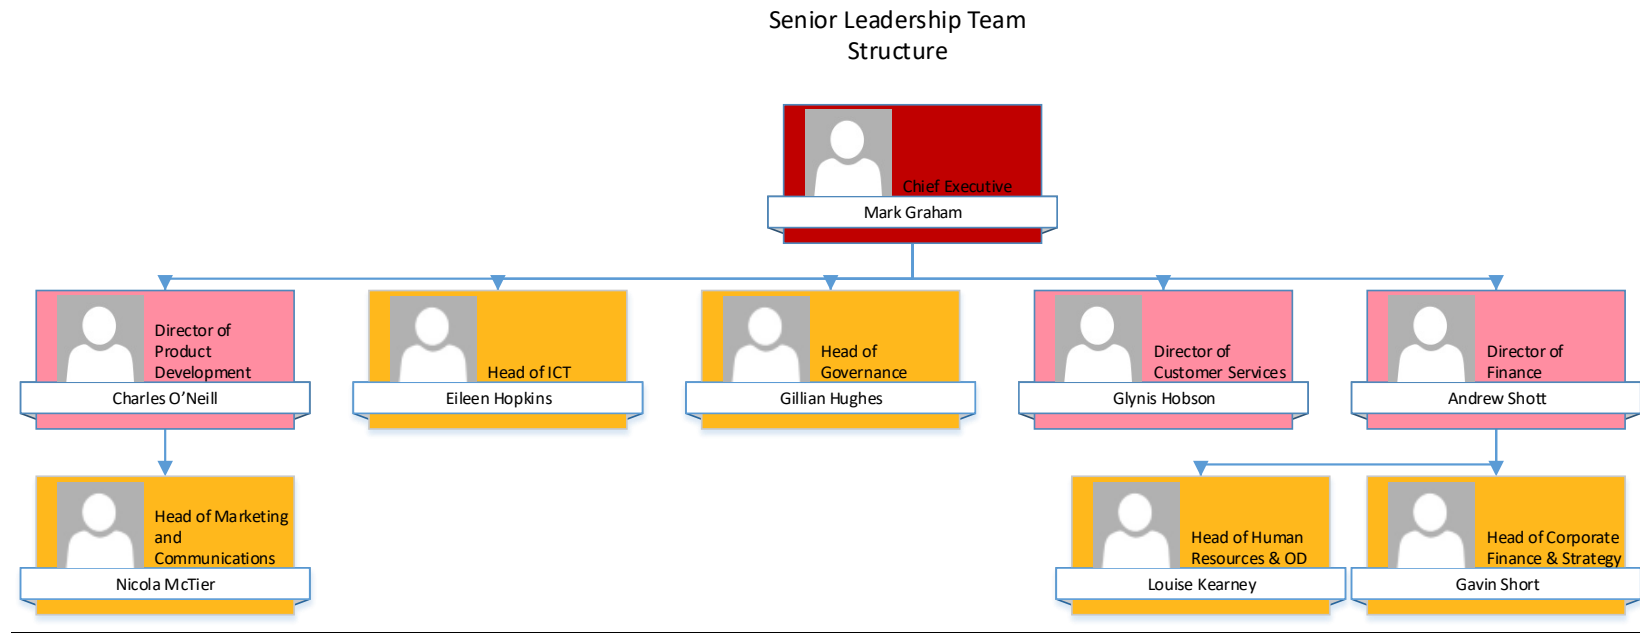 Senior Leadership Team
Structure
Chief Executive
Mark Graham
Director of
Product
Development
Charles O’Neill
Head of ICT
Eileen Hopkins
Head of
Governance
Gillian Hughes
Director of
Customer Services
Glynis Hobson
Director of
Finance
Andrew Shott
Head of Marketing
and
Communications
Nicola McTier
Head of Human
Resources & OD
Louise Kearney
Head of Corporate
Finance & Strategy
Gavin Short